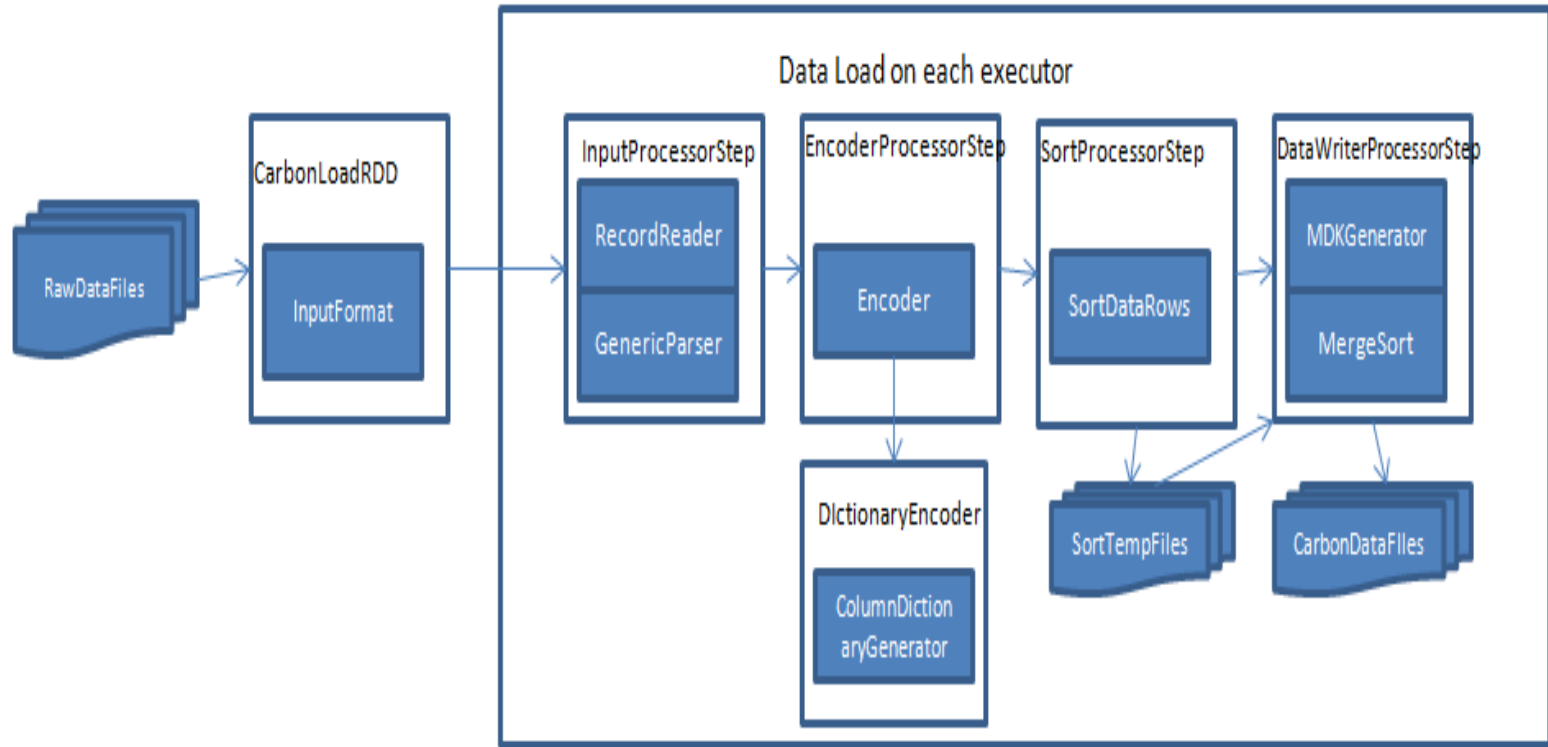 Data Load on each executor
RawDataFiles
CarbonLoadRDD
InputFormat
InputProcessorStep
RecordReader
GenericParser
EncoderProcessorStep
Encoder
DIctionaryEncoder
ColumnDiction
aryGenerator
SortProcessorStep
SortDataRows
SortTempFiles
DataWriterProcessorStep
MDKGenerator
MergeSort
CarbonDataFIles